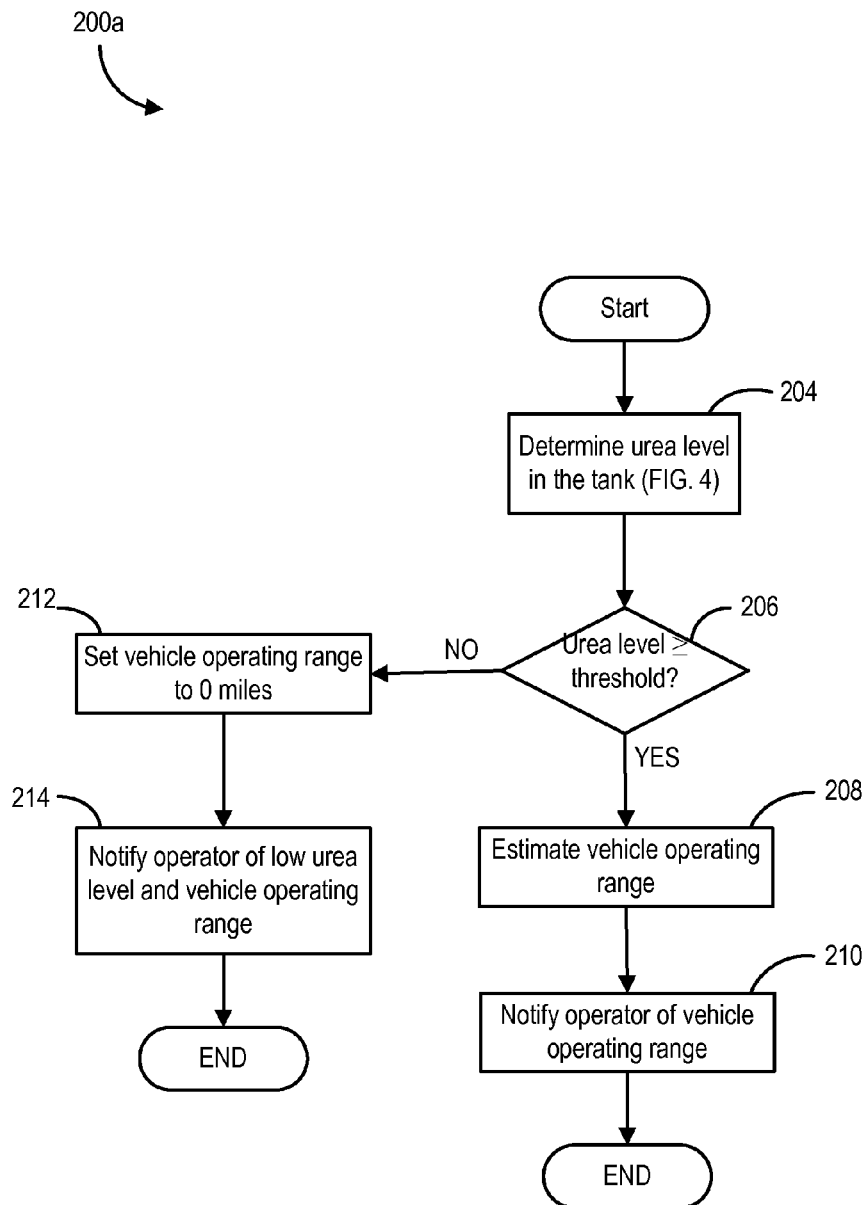 200a
Start
204
Determine urea level
in the tank (FIG. 4)
206
Urea level ≥
threshold?
NO
YES
212
Set vehicle operating range
to 0 miles
214
Notify operator of low urea
level and vehicle operating
range
END
208
Estimate vehicle operating
range
210
Notify operator of vehicle
operating range
END